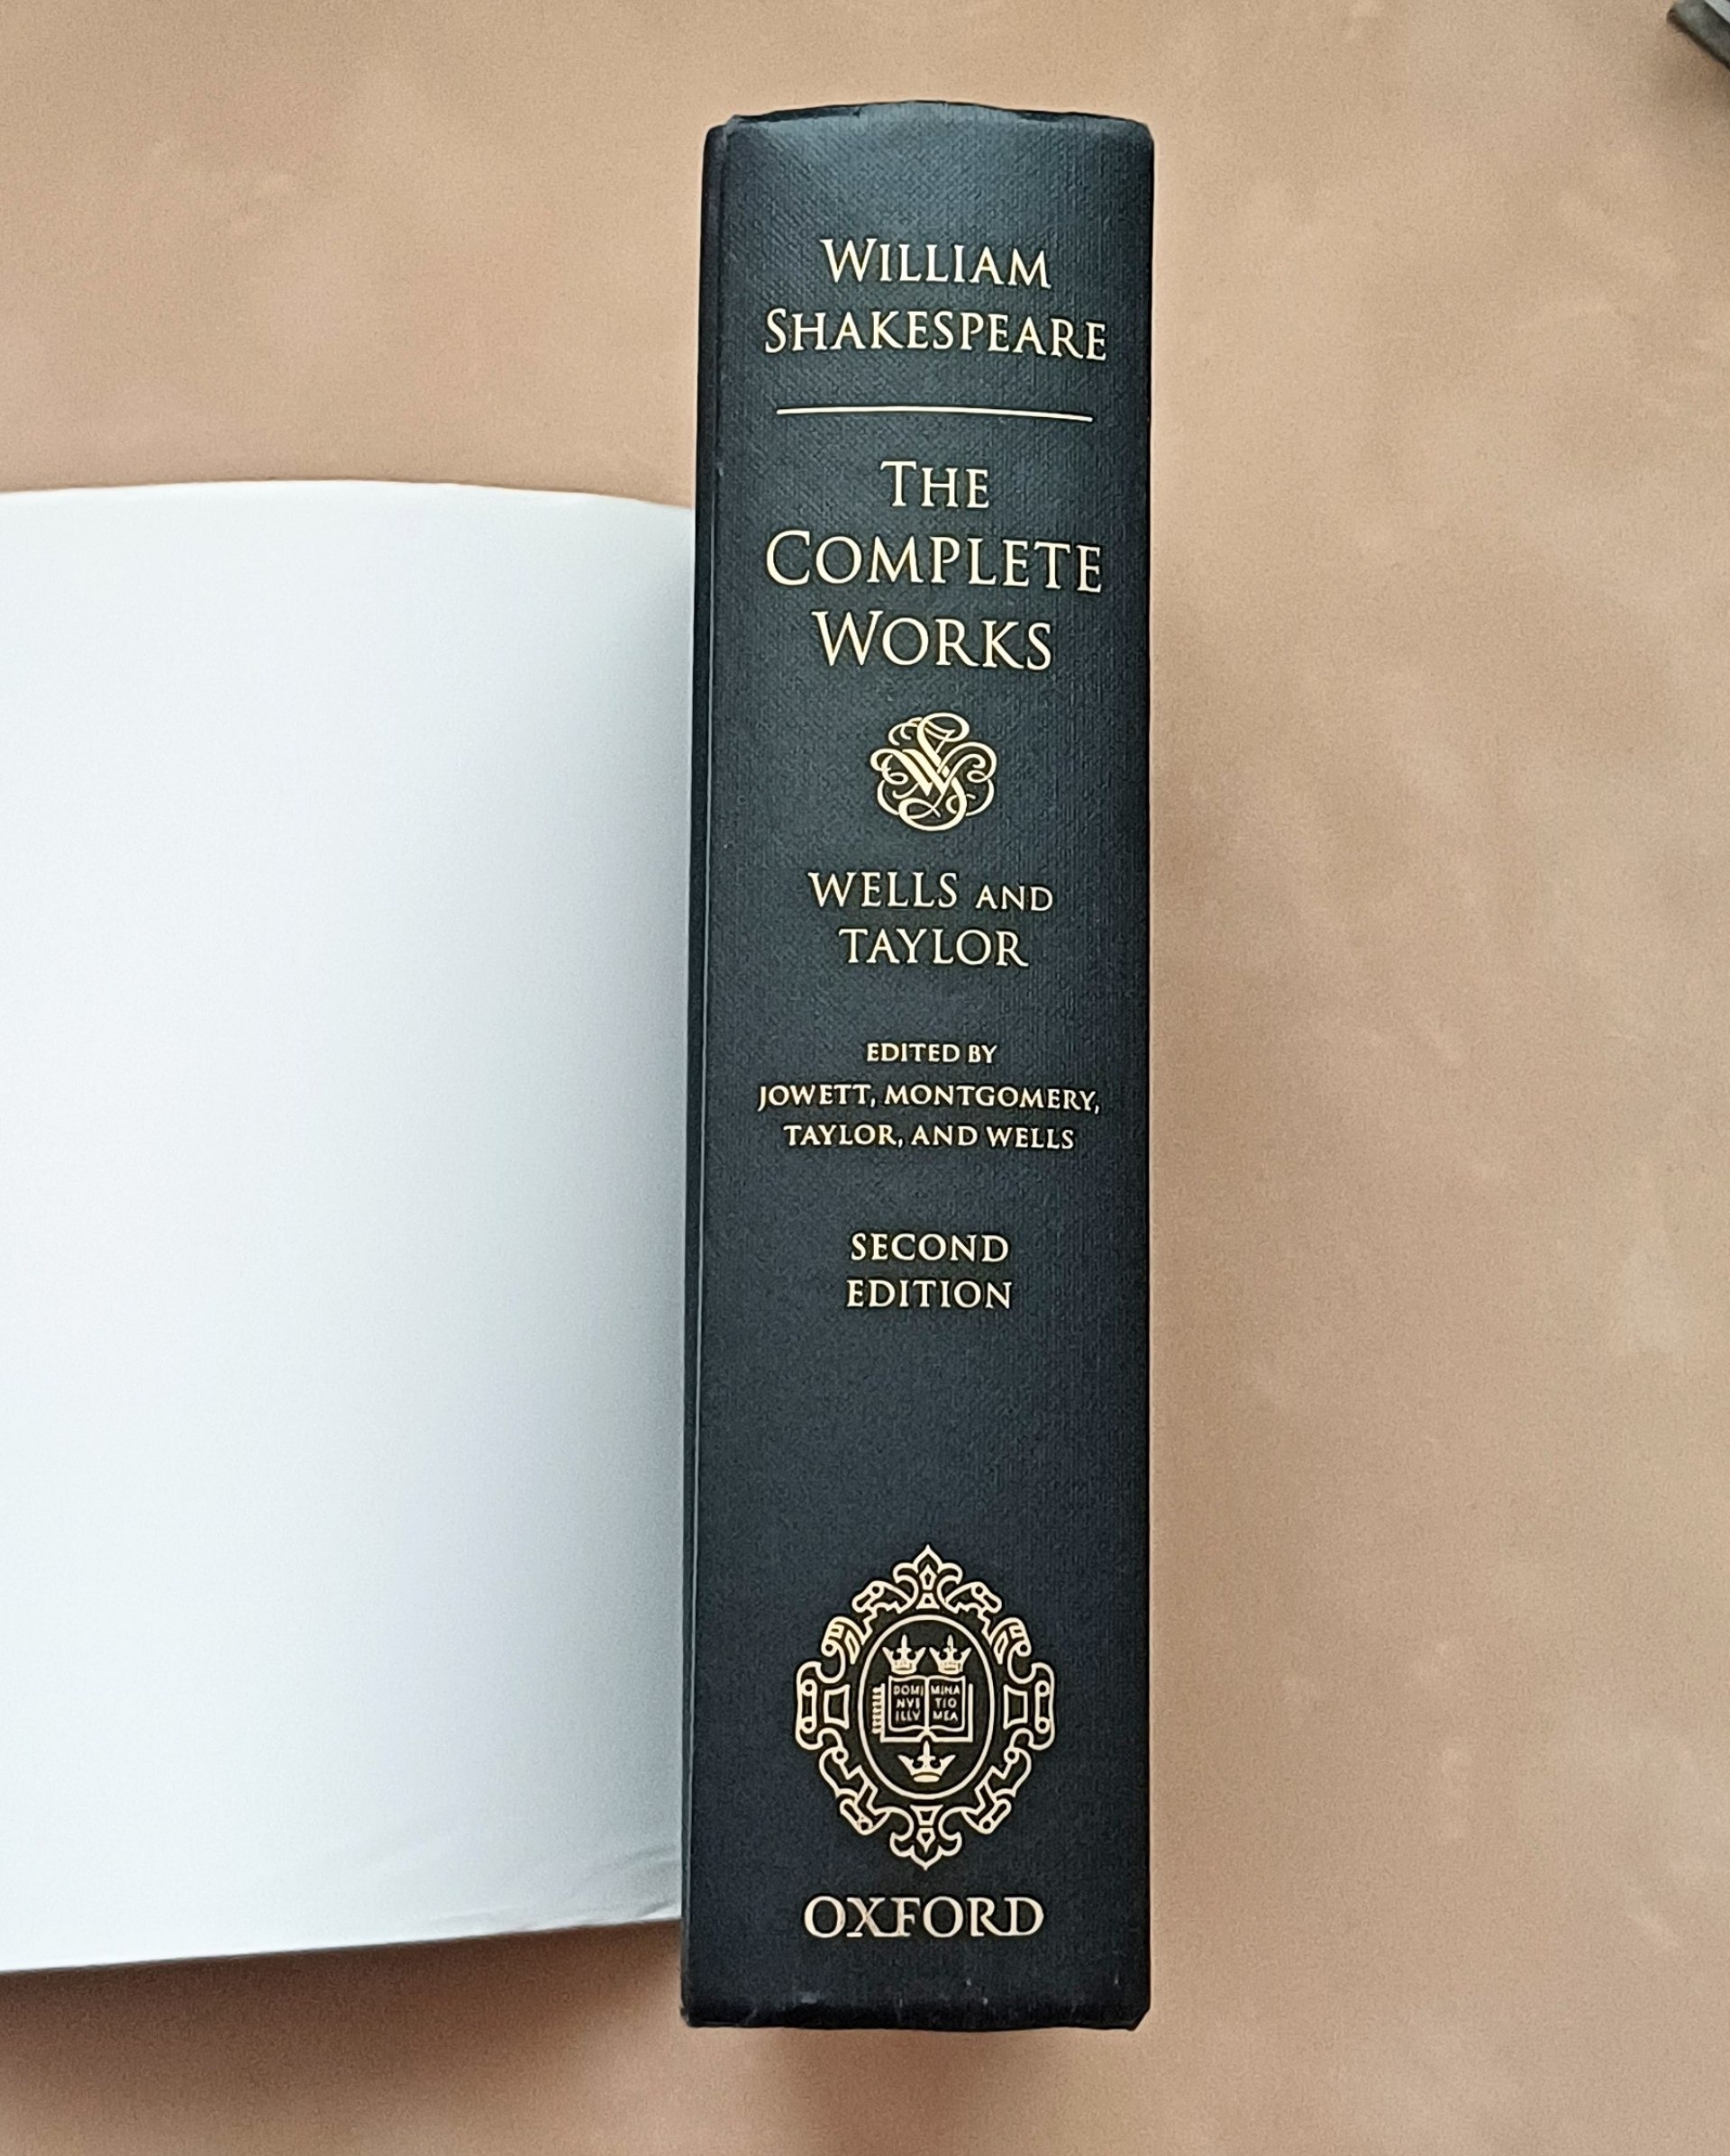 WILLIAM
SHAKESPEARE
THE
COMPLETE
WORKS
WELLS AND
TAYLOR
EDITED BY
JOWETT, MONTGOMERY,
TAYLOR, AND WELLS
SECOND
EDITION
DOMI MINA
NVS TIO
ILLV MEA
OXFORD